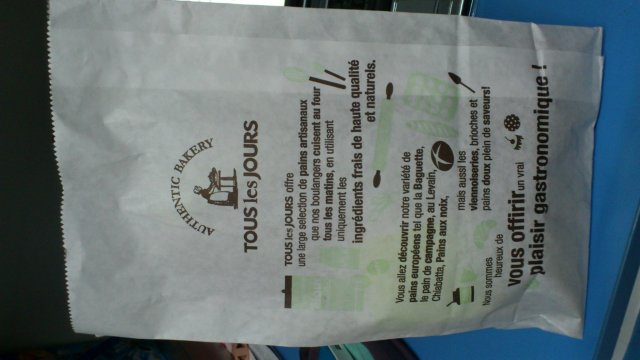 AUTHENTIC BAKERY
TOUS les JOURS
TOUS les JOURS offre
une large sélection de pains artisanaux
que nos boulangers cuisent au four
tous les matins, en utilisant
uniquement les
ingrédients frais de haute qualité
et naturels.
Vous allez découvrir notre variété de
pains européens tel que la Baguette,
le pain de campagne, au Levain,
Chiabatta, Pains aux noix,
mais aussi les
viennoiseries, brioches et
pains doux plein de saveurs!
Nous sommes
heureux de
vous offirir un vrai
plaisir gastronomique !